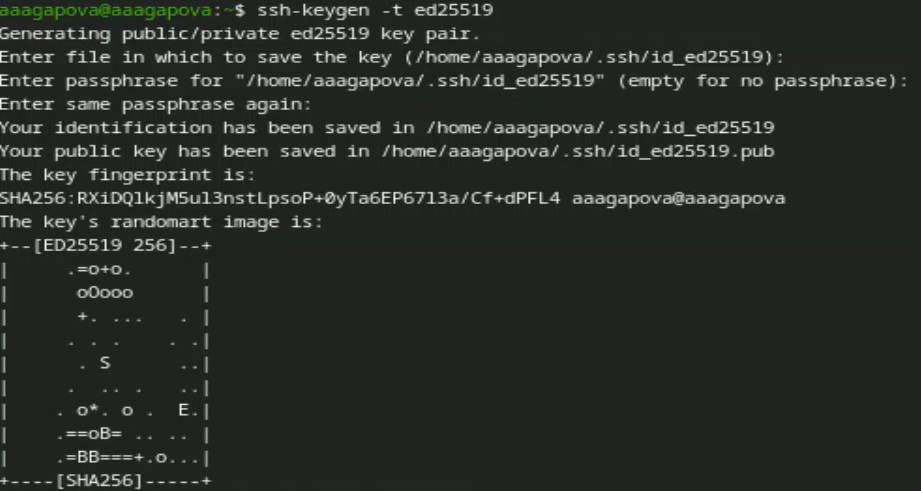 aaagapova@aaagapova:~$ ssh-keygen -t ed25519
Generating public/private ed25519 key pair.
Enter file in which to save the key (/home/aaagapova/.ssh/id_ed25519):
Enter passphrase for "/home/aaagapova/.ssh/id_ed25519" (empty for no passphrase):
Enter same passphrase again:
Your identification has been saved in /home/aaagapova/.ssh/id_ed25519
Your public key has been saved in /home/aaagapova/.ssh/id_ed25519.pub
The key fingerprint is:
SHA256:RXiDQlkjM5ul3nstLpsoP+0yTa6EP67l3a/Cf+dPFL4 aaagapova@aaagapova
The key's randomart image is:
+--[ED25519 256]--+
|      .=o+o.     |
|       oOooo     |
|       +. ...   . |
|      . . .    . .|
|       . S      ..|
|      .  .. .   ..|
|     . o*. o .  E.|
|     .==oB= .. .. |
|     .=BB===+.o...|
+----[SHA256]-----+